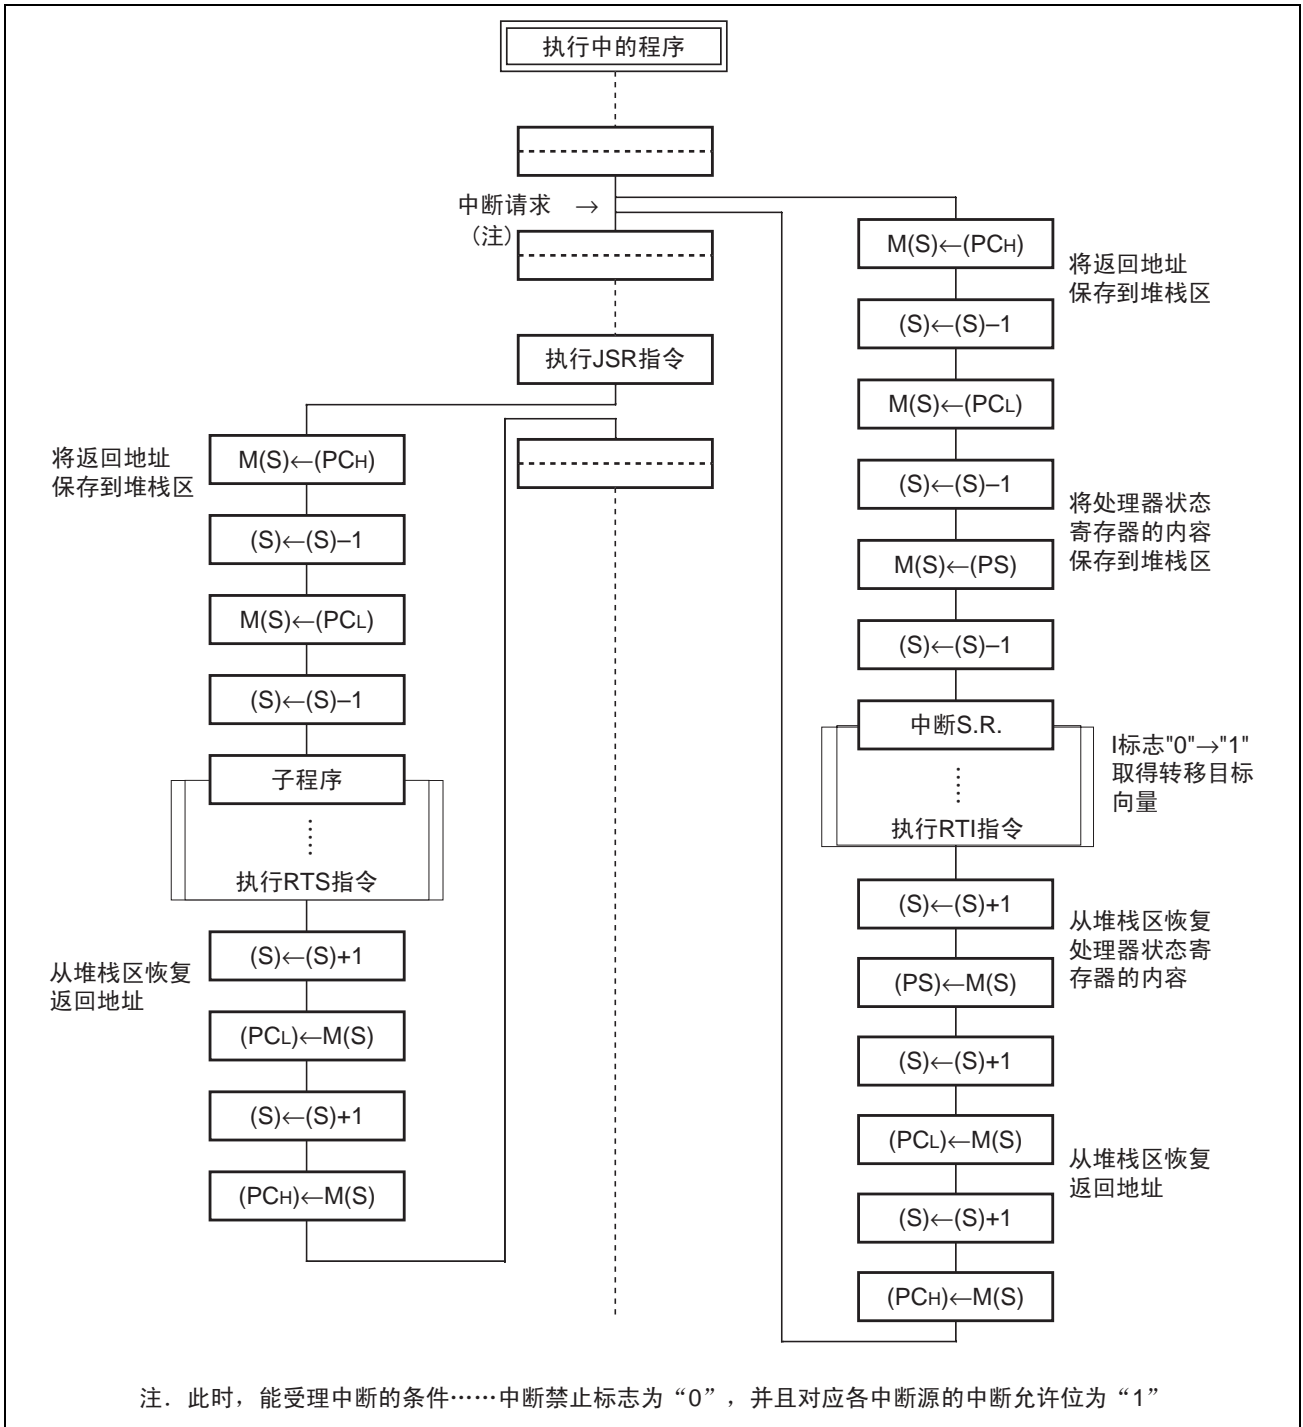 执行中的程序
中断请求 →
（注）
执行JSR指令
将返回地址
保存到堆栈区
M(S)←(PCH)
(S)←(S)–1
M(S)←(PCL)
(S)←(S)–1
子程序
执行RTS指令
从堆栈区恢复
返回地址
(S)←(S)+1
(PCL)←M(S)
(S)←(S)+1
(PCH)←M(S)
M(S)←(PCH)
将返回地址
保存到堆栈区
(S)←(S)–1
M(S)←(PCL)
(S)←(S)–1
将处理器状态
寄存器的内容
保存到堆栈区
M(S)←(PS)
(S)←(S)–1
中断S.R.
I标志"0"→"1"
取得转移目标
向量
执行RTI指令
(S)←(S)+1
从堆栈区恢复
处理器状态寄
存器的内容
(PS)←M(S)
(S)←(S)+1
(PCL)←M(S)
从堆栈区恢复
返回地址
(S)←(S)+1
(PCH)←M(S)
注．此时，能受理中断的条件……中断禁止标志为“0”，并且对应各中断源的中断允许位为“1”